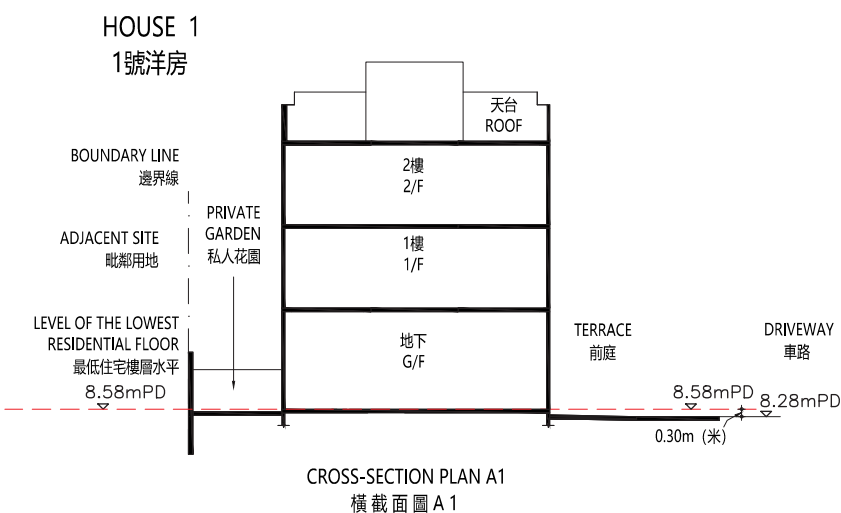 HOUSE 1
1號洋房
天台
ROOF
BOUNDARY LINE
邊界線
2樓
2/F
PRIVATE
GARDEN
私人花園
ADJACENT SITE
毗鄰用地
1樓
1/F
LEVEL OF THE LOWEST
RESIDENTIAL FLOOR
最低住宅樓層水平
8.58mPD
地下
G/F
TERRACE
前庭
DRIVEWAY
車路
8.58mPD
8.28mPD
0.30m (米)
CROSS-SECTION PLAN A1
橫截面圖A1